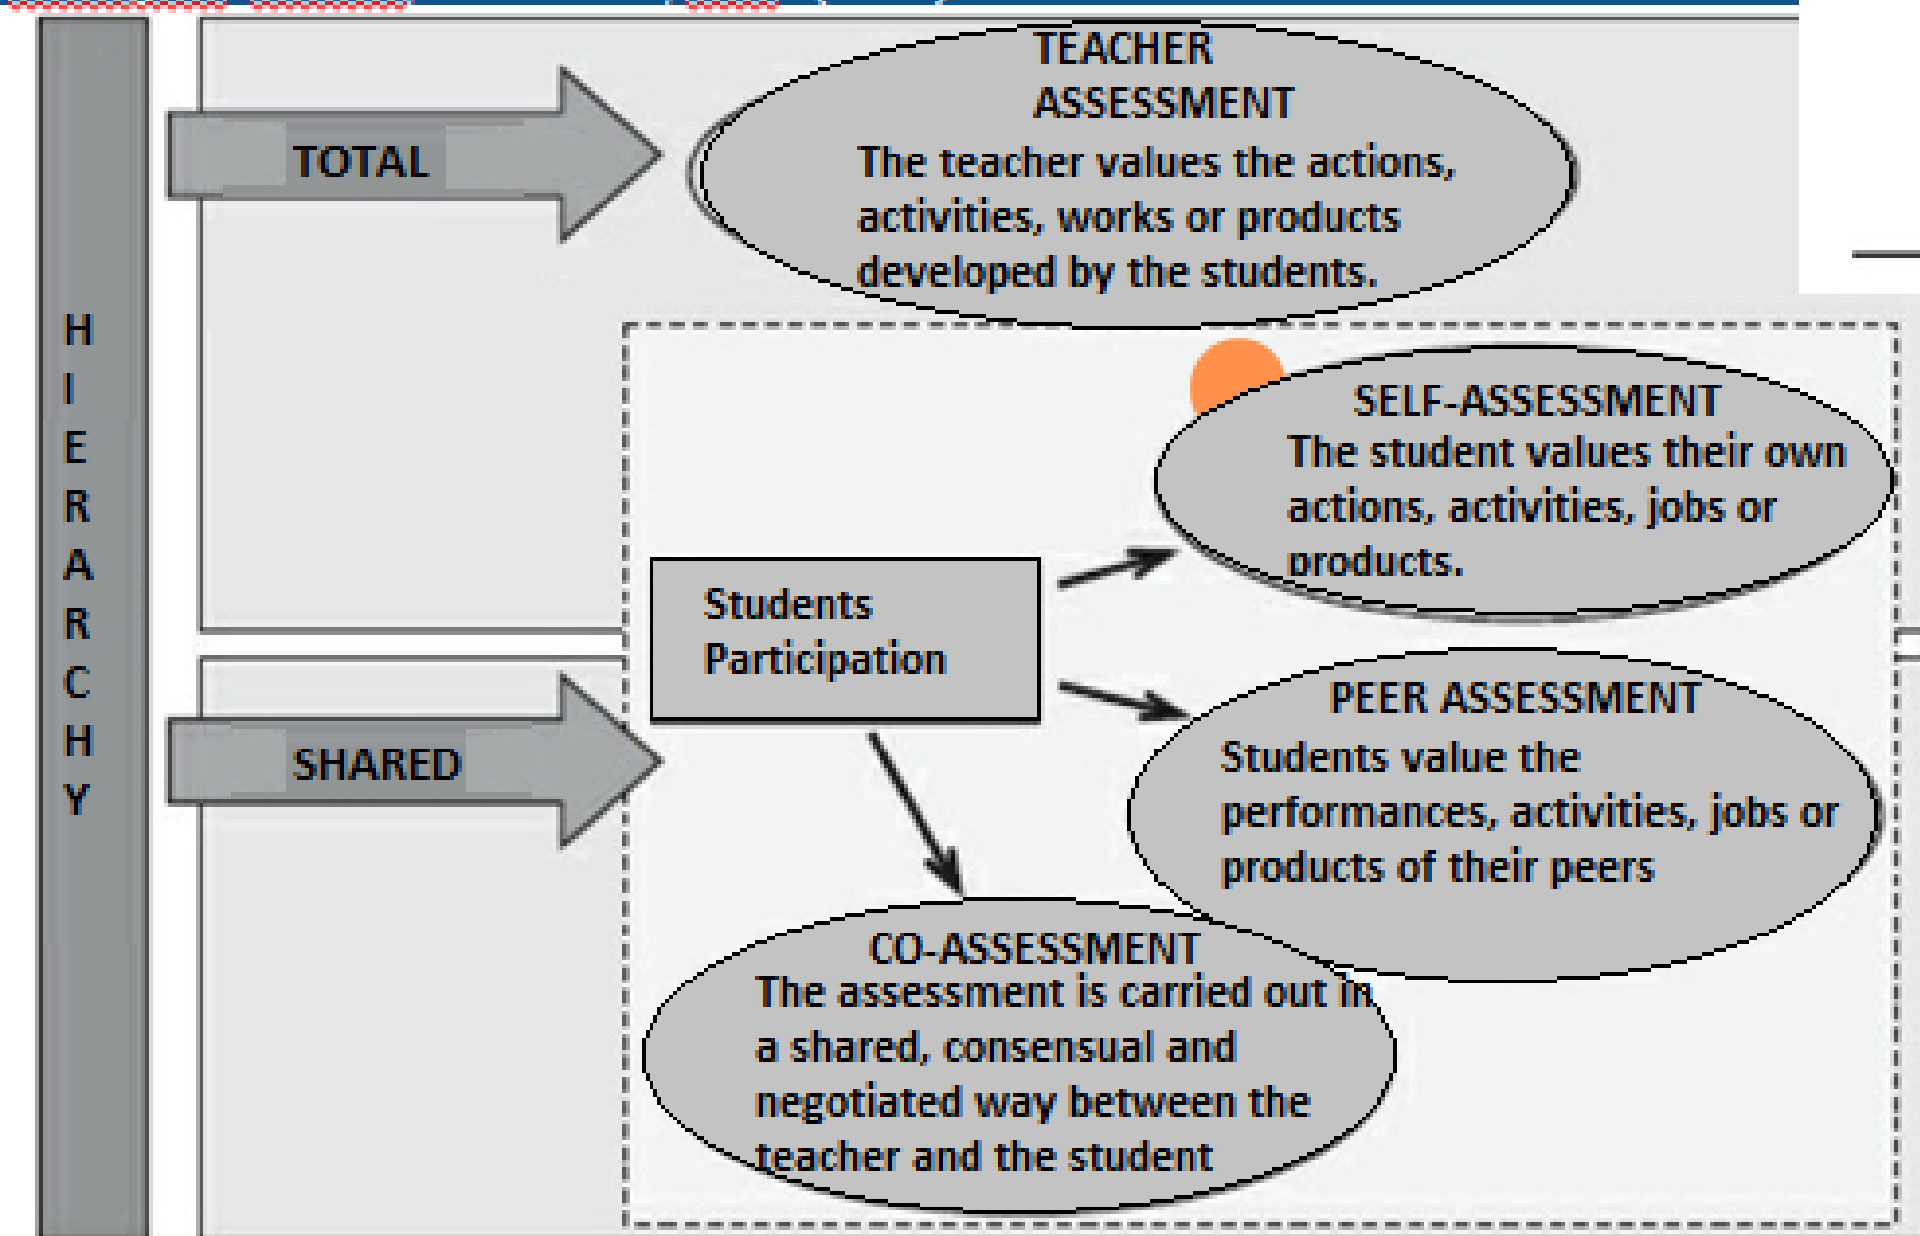 TEACHER
ASSESSMENT
The teacher values the actions,
activities, works or products
developed by the students.
TOTAL
H
I
E
R
A
R
C
H
Y
SELF-ASSESSMENT
The student values their own
actions, activities, jobs or
products.
Students
Participation
SHARED
PEER ASSESSMENT
Students value the
performances, activities, jobs or
products of their peers
CO-ASSESSMENT
The assessment is carried out in
a shared, consensual and
negotiated way between the
teacher and the student